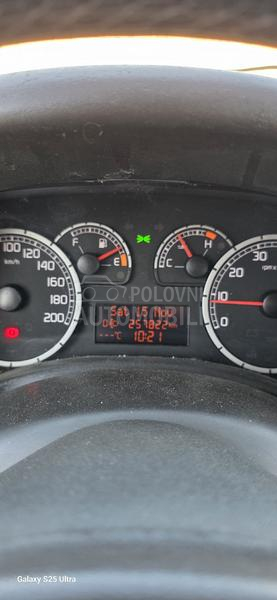 100 120 140 160 180 200
km/h
F E
C H
rpm
30 10 0
POLOVNI
AUTOMOBILI
Sat 15 Nov
257822 km
---°C 10:21
Galaxy S25 Ultra